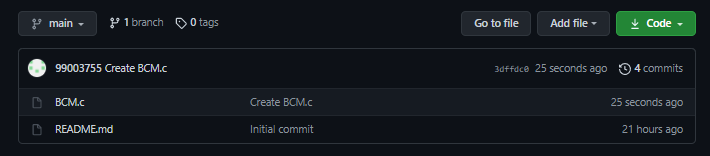 main 1 branch 0 tags Go to file Add file Code
99003755 Create BCM.c 3dffdc0 25 seconds ago 4 commits
BCM.c Create BCM.c 25 seconds ago
README.md Initial commit 21 hours ago